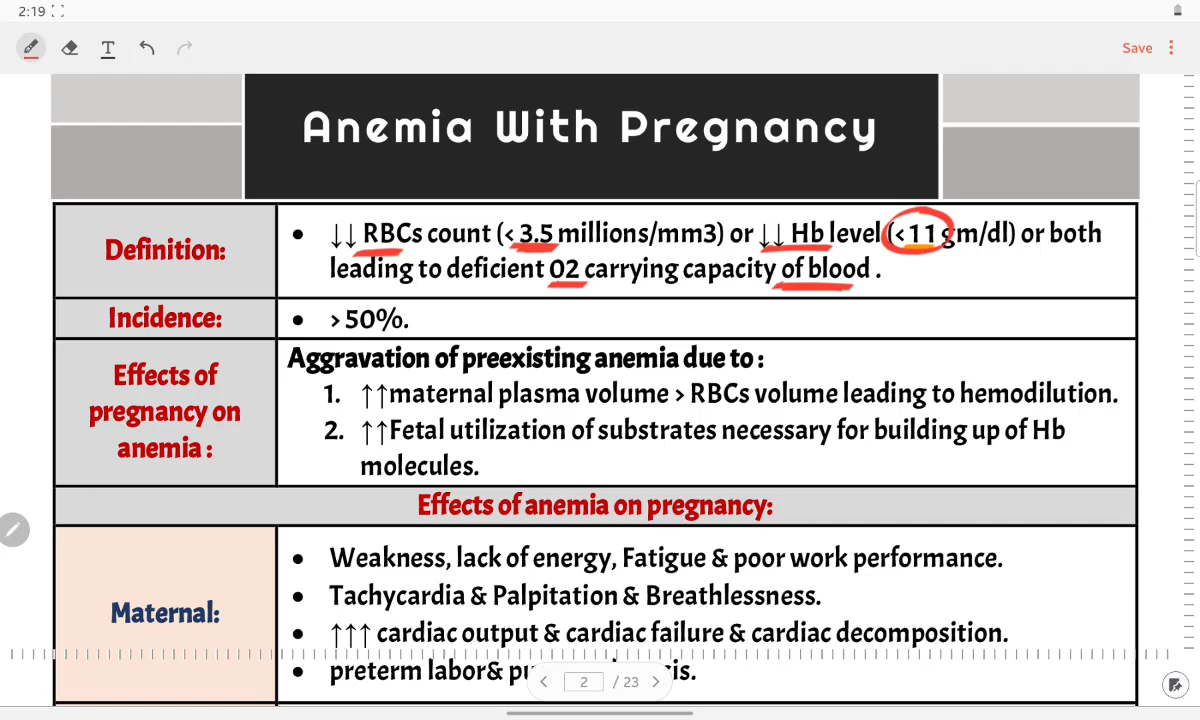 2:19
Save
Anemia With Pregnancy
Definition:
↓↓ RBCs count (< 3.5 millions/mm3) or ↓↓ Hb level (<11 gm/dl) or both
leading to deficient O2 carrying capacity of blood .
Incidence:
> 50%.
Effects of
pregnancy on
anemia :
Aggravation of preexisting anemia due to :
1. ↑↑maternal plasma volume > RBCs volume leading to hemodilution.
2. ↑↑Fetal utilization of substrates necessary for building up of Hb
molecules.
Effects of anemia on pregnancy:
Maternal:
• Weakness, lack of energy, Fatigue & poor work performance.
• Tachycardia & Palpitation & Breathlessness.
• ↑↑↑ cardiac output & cardiac failure & cardiac decomposition.
• preterm labor&
2 / 23